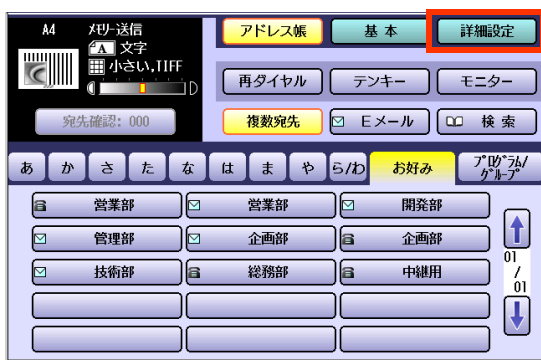 A4 ﾒﾓﾘｰ送信 アドレス帳 基 本 詳細設定
A 文字
小さい,TIFF
再ダイヤル テンキー モニター
D
宛先確認: 000 複数宛先 Eメール 検 索
あ か さ た な は ま や ら/わ お好み ﾌﾟﾛｸﾞﾗﾑ/
ｸﾞﾙｰﾌﾟ
営業部 営業部 開発部
管理部 企画部 企画部
技術部 総務部 中継用
01
/
01